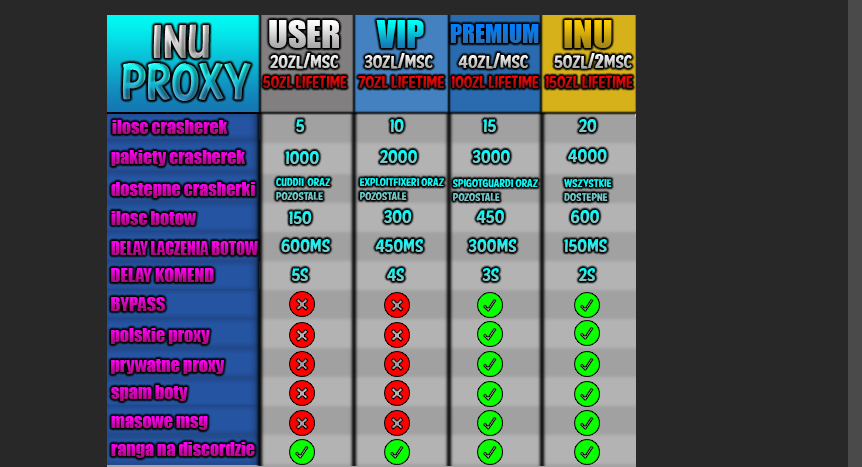 INU
PROXY
USER VIP PREMIUM INU
20ZL/MSC 30ZL/MSC 40ZL/MSC 50ZL/2MSC
50ZL LIFETIME 70ZL LIFETIME 100ZL LIFETIME 150ZL LIFETIME
ilosc crasherek 5 10 15 20
pakiety crasherek 1000 2000 3000 4000
dostepne crasherki CUDDII ORAZ EXPLOITFIXERI ORAZ SPIGOTGUARDI ORAZ WSZYSTKIE
POZOSTALE POZOSTALE POZOSTALE DOSTEPNE
ilosc botow 150 300 450 600
DELAY LACZENIA BOTOW 600MS 450MS 300MS 150MS
DELAY KOMEND 5S 4S 3S 2S
BYPASS
polskie proxy
prywatne proxy
spam boty
masowe msg
ranga na discordzie